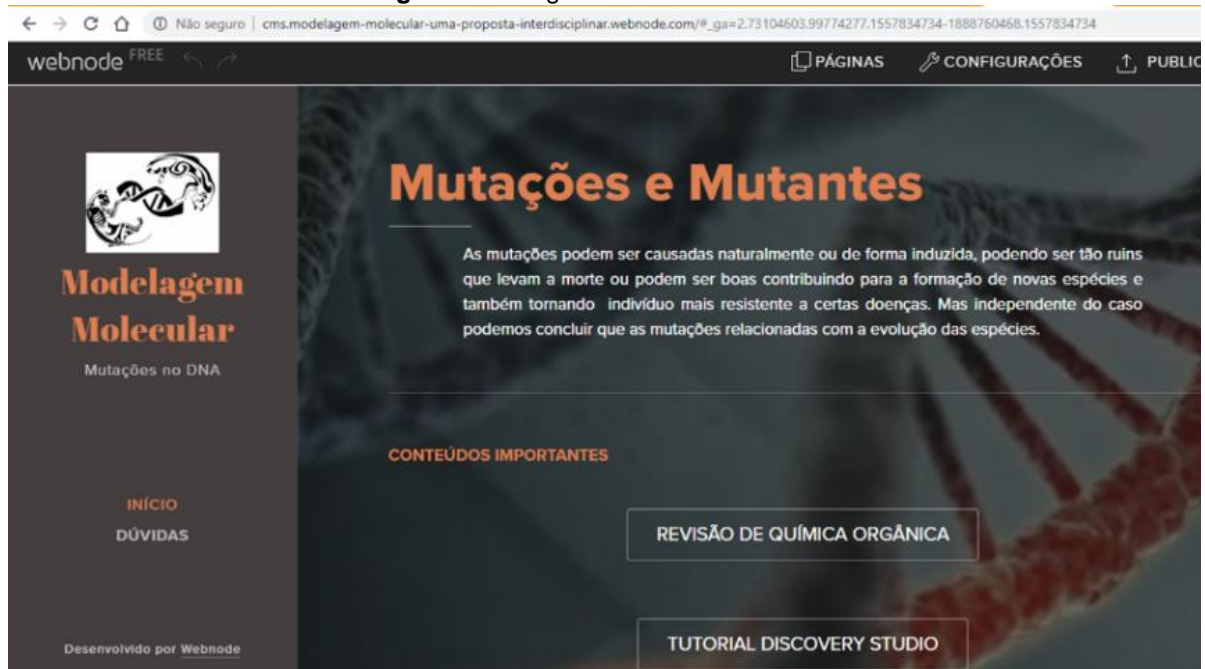 Não seguro | cms.modelagem-molecular-uma-proposta-interdisciplinar.webnode.com/#_ga=2.73104603.99774277.1557834734-1888760468.1557834734
webnode FREE
PÁGINAS
CONFIGURAÇÕES
PUBLIC
Mutações e Mutantes
As mutações podem ser causadas naturalmente ou de forma induzida, podendo ser tão ruins
que levam a morte ou podem ser boas contribuindo para a formação de novas espécies e
também tornando indivíduo mais resistente a certas doenças. Mas independente do caso
podemos concluir que as mutações relacionadas com a evolução das espécies.
Modelagem
Molecular
Mutações no DNA
CONTEÚDOS IMPORTANTES
INÍCIO
DÚVIDAS
REVISÃO DE QUÍMICA ORGÂNICA
TUTORIAL DISCOVERY STUDIO
Desenvolvido por Webnode